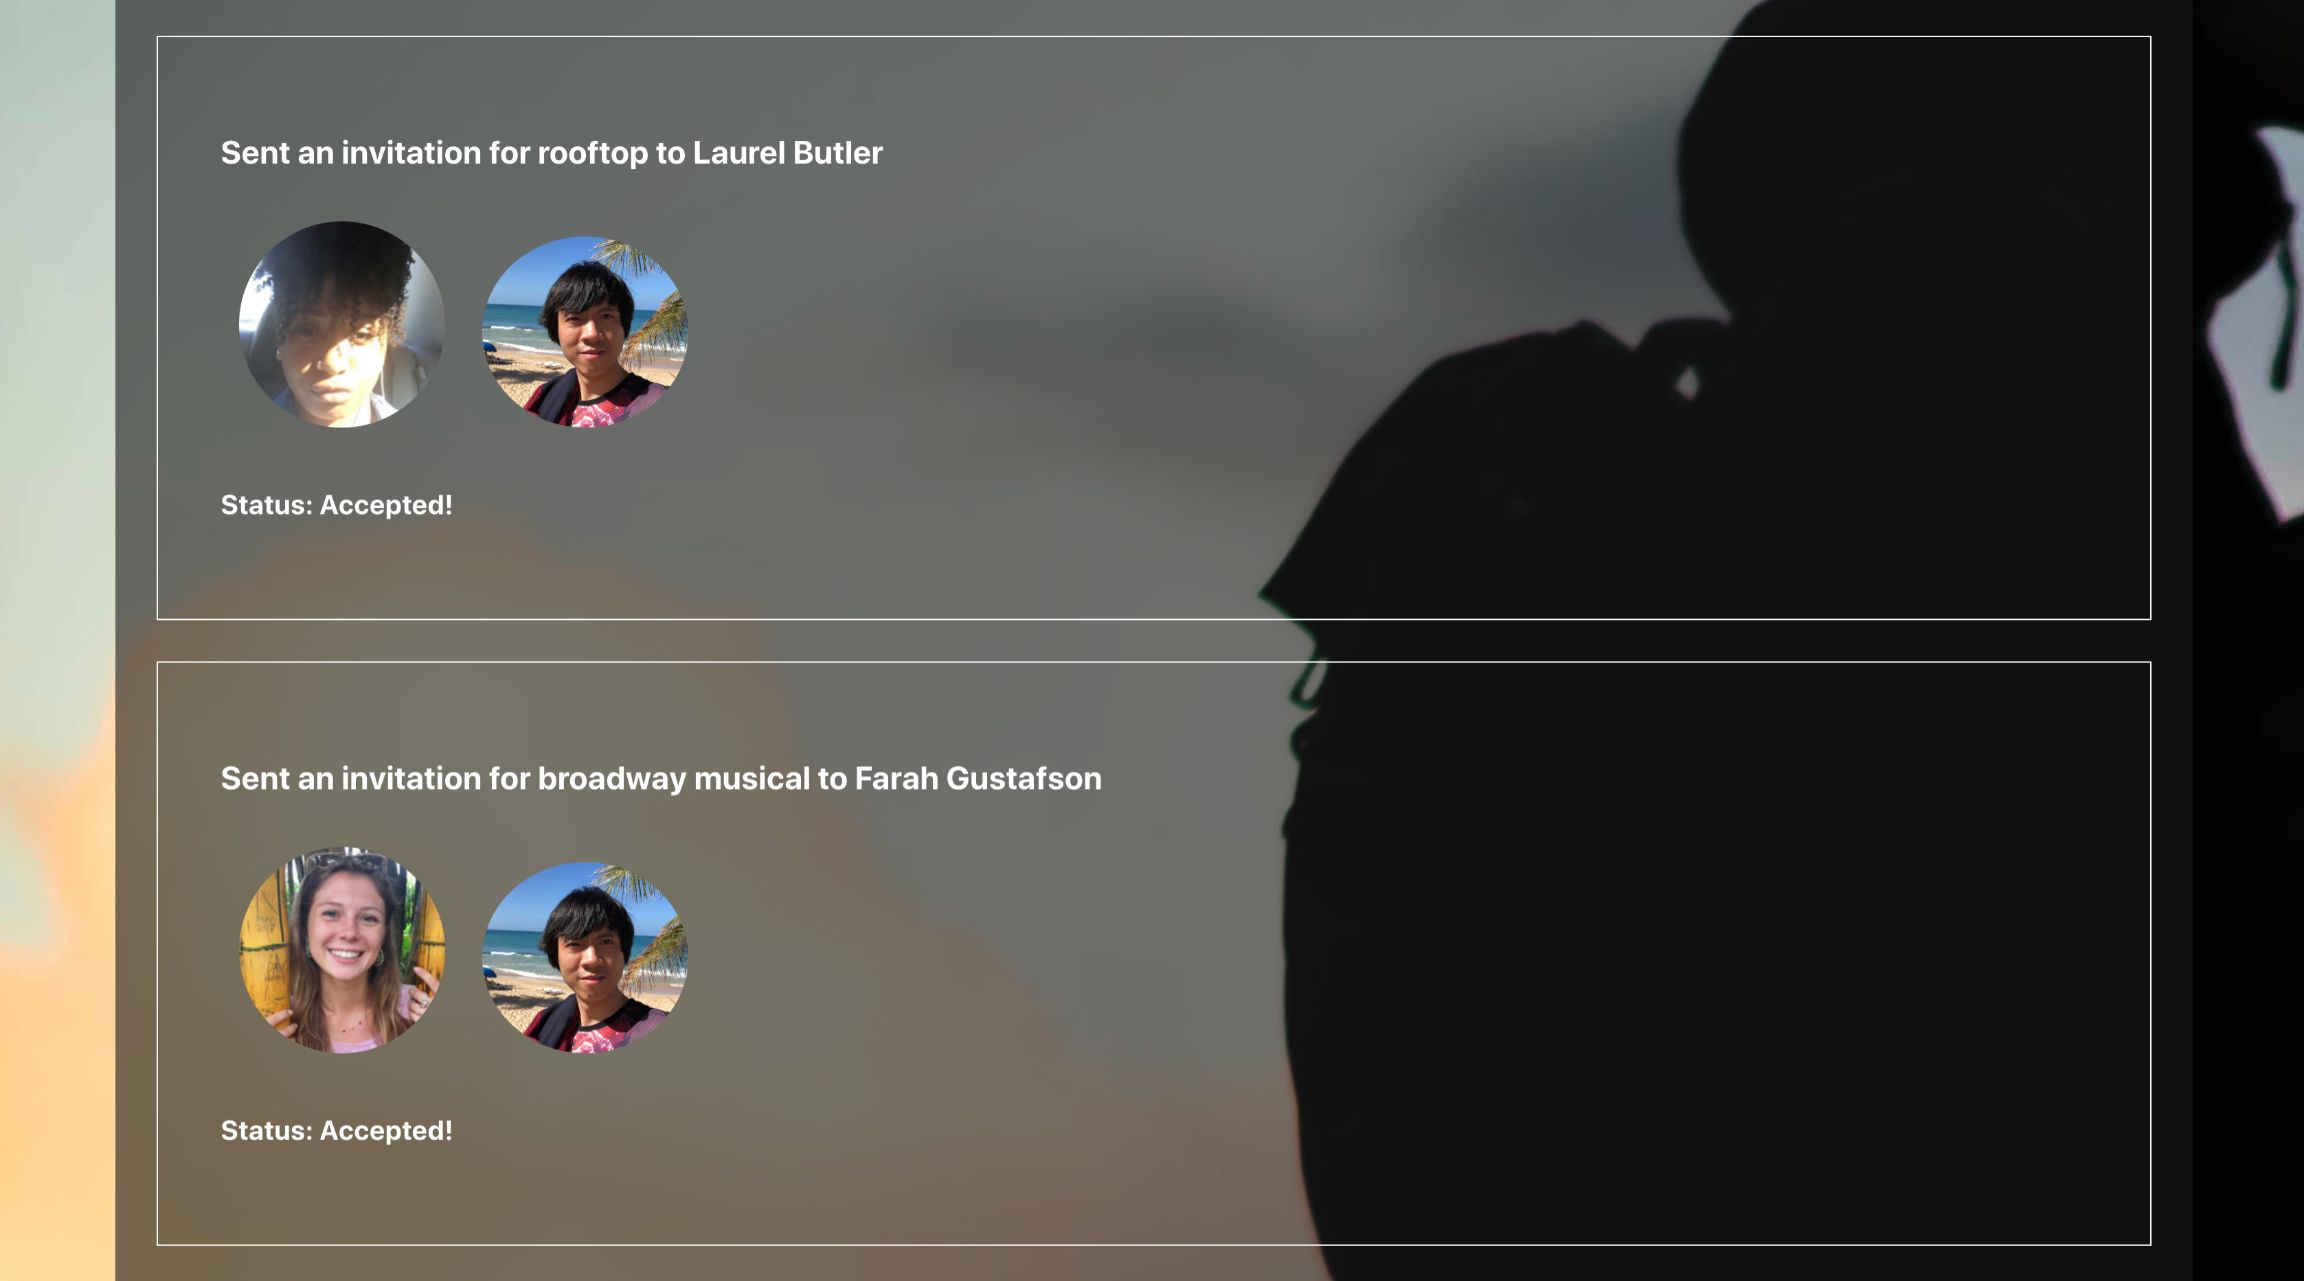 Sent an invitation for rooftop to Laurel Butler
Status: Accepted!
Sent an invitation for broadway musical to Farah Gustafson
Status: Accepted!